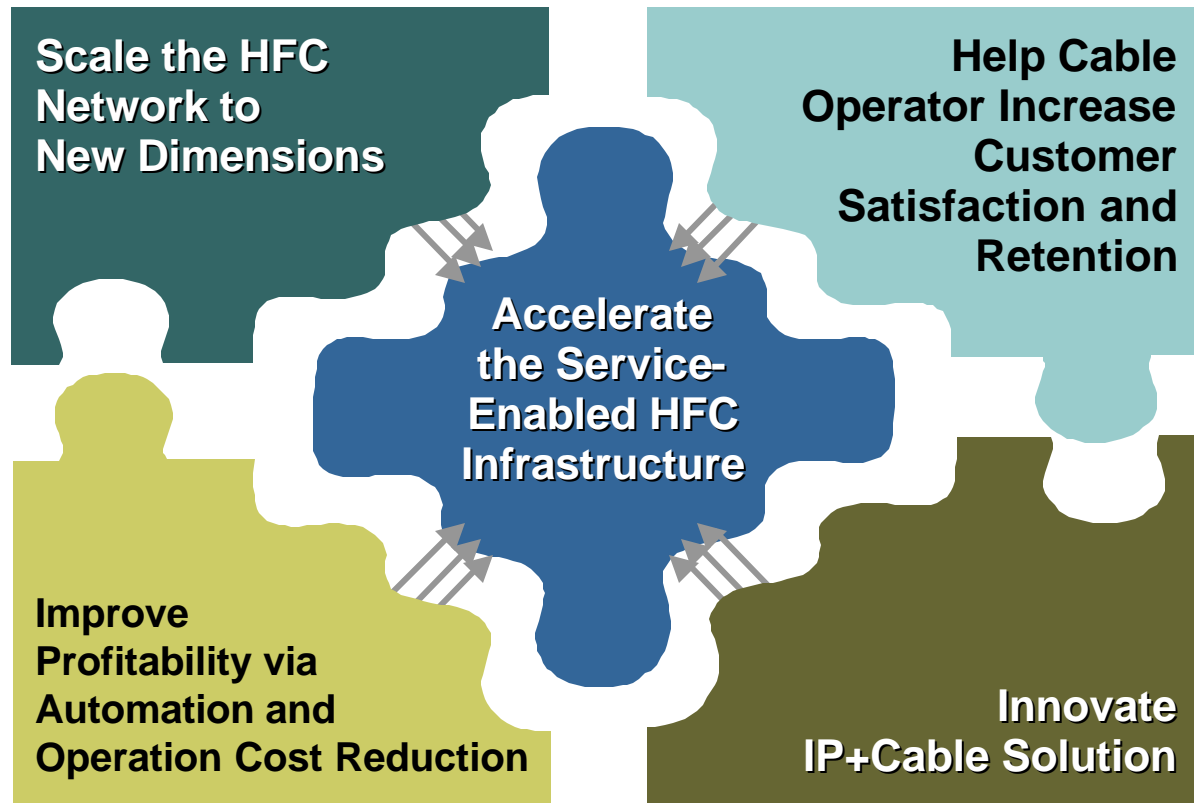 Scale the HFC
Network to
New Dimensions
Help Cable
Operator Increase
Customer
Satisfaction and
Retention
Accelerate
the Service-
Enabled HFC
Infrastructure
Improve
Profitability via
Automation and
Operation Cost Reduction
Innovate
IP+Cable Solution